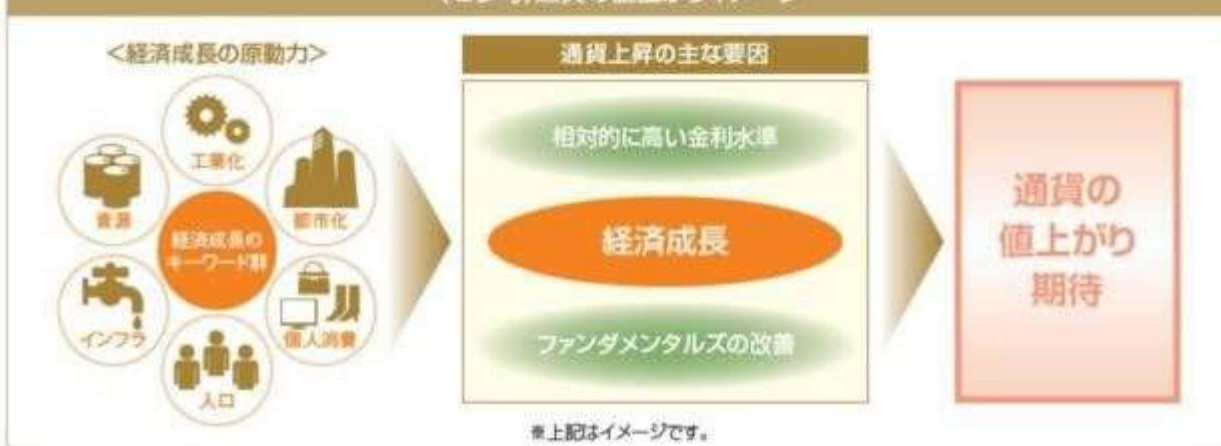 ＜経済成長の原動力＞
工業化
資源
都市化
経済成長の
キーワード群
インフラ
個人消費
人口
通貨上昇の主な要因
相対的に高い金利水準
経済成長
ファンダメンタルズの改善
通貨の
値上がり
期待
※上記はイメージです。